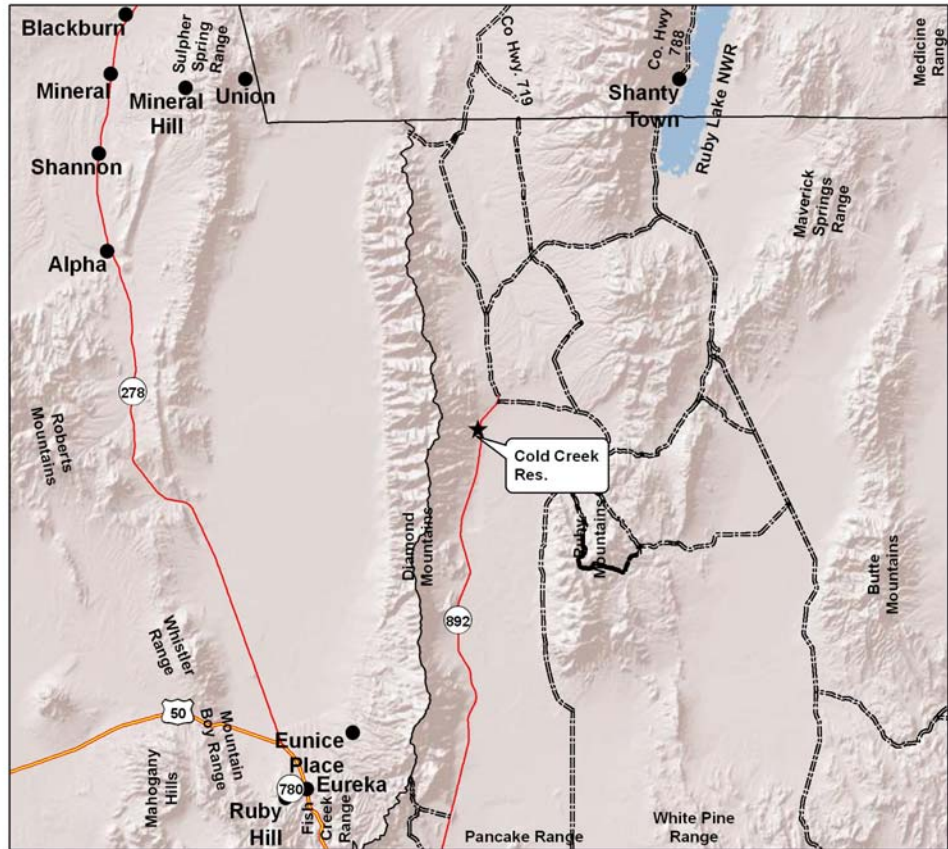 Blackburn
Sulpher
Spring
Range
Mineral
Mineral
Hill
Union
Co Hwy. 719
Co. Hwy
788
Shanty
Town
Ruby Lake NWR
Medicine
Range
Shannon
Alpha
Maverick
Springs
Range
278
Roberts
Mountains
Cold Creek
Res.
Diamond
Mountains
Ruby
Mountains
Butte
Mountains
892
Whistler
Range
50
Mountain
Boy Range
Mahogany
Hills
Eunice
Place
780
Eureka
Ruby
Hill
Fish
Creek
Range
Pancake Range
White Pine
Range